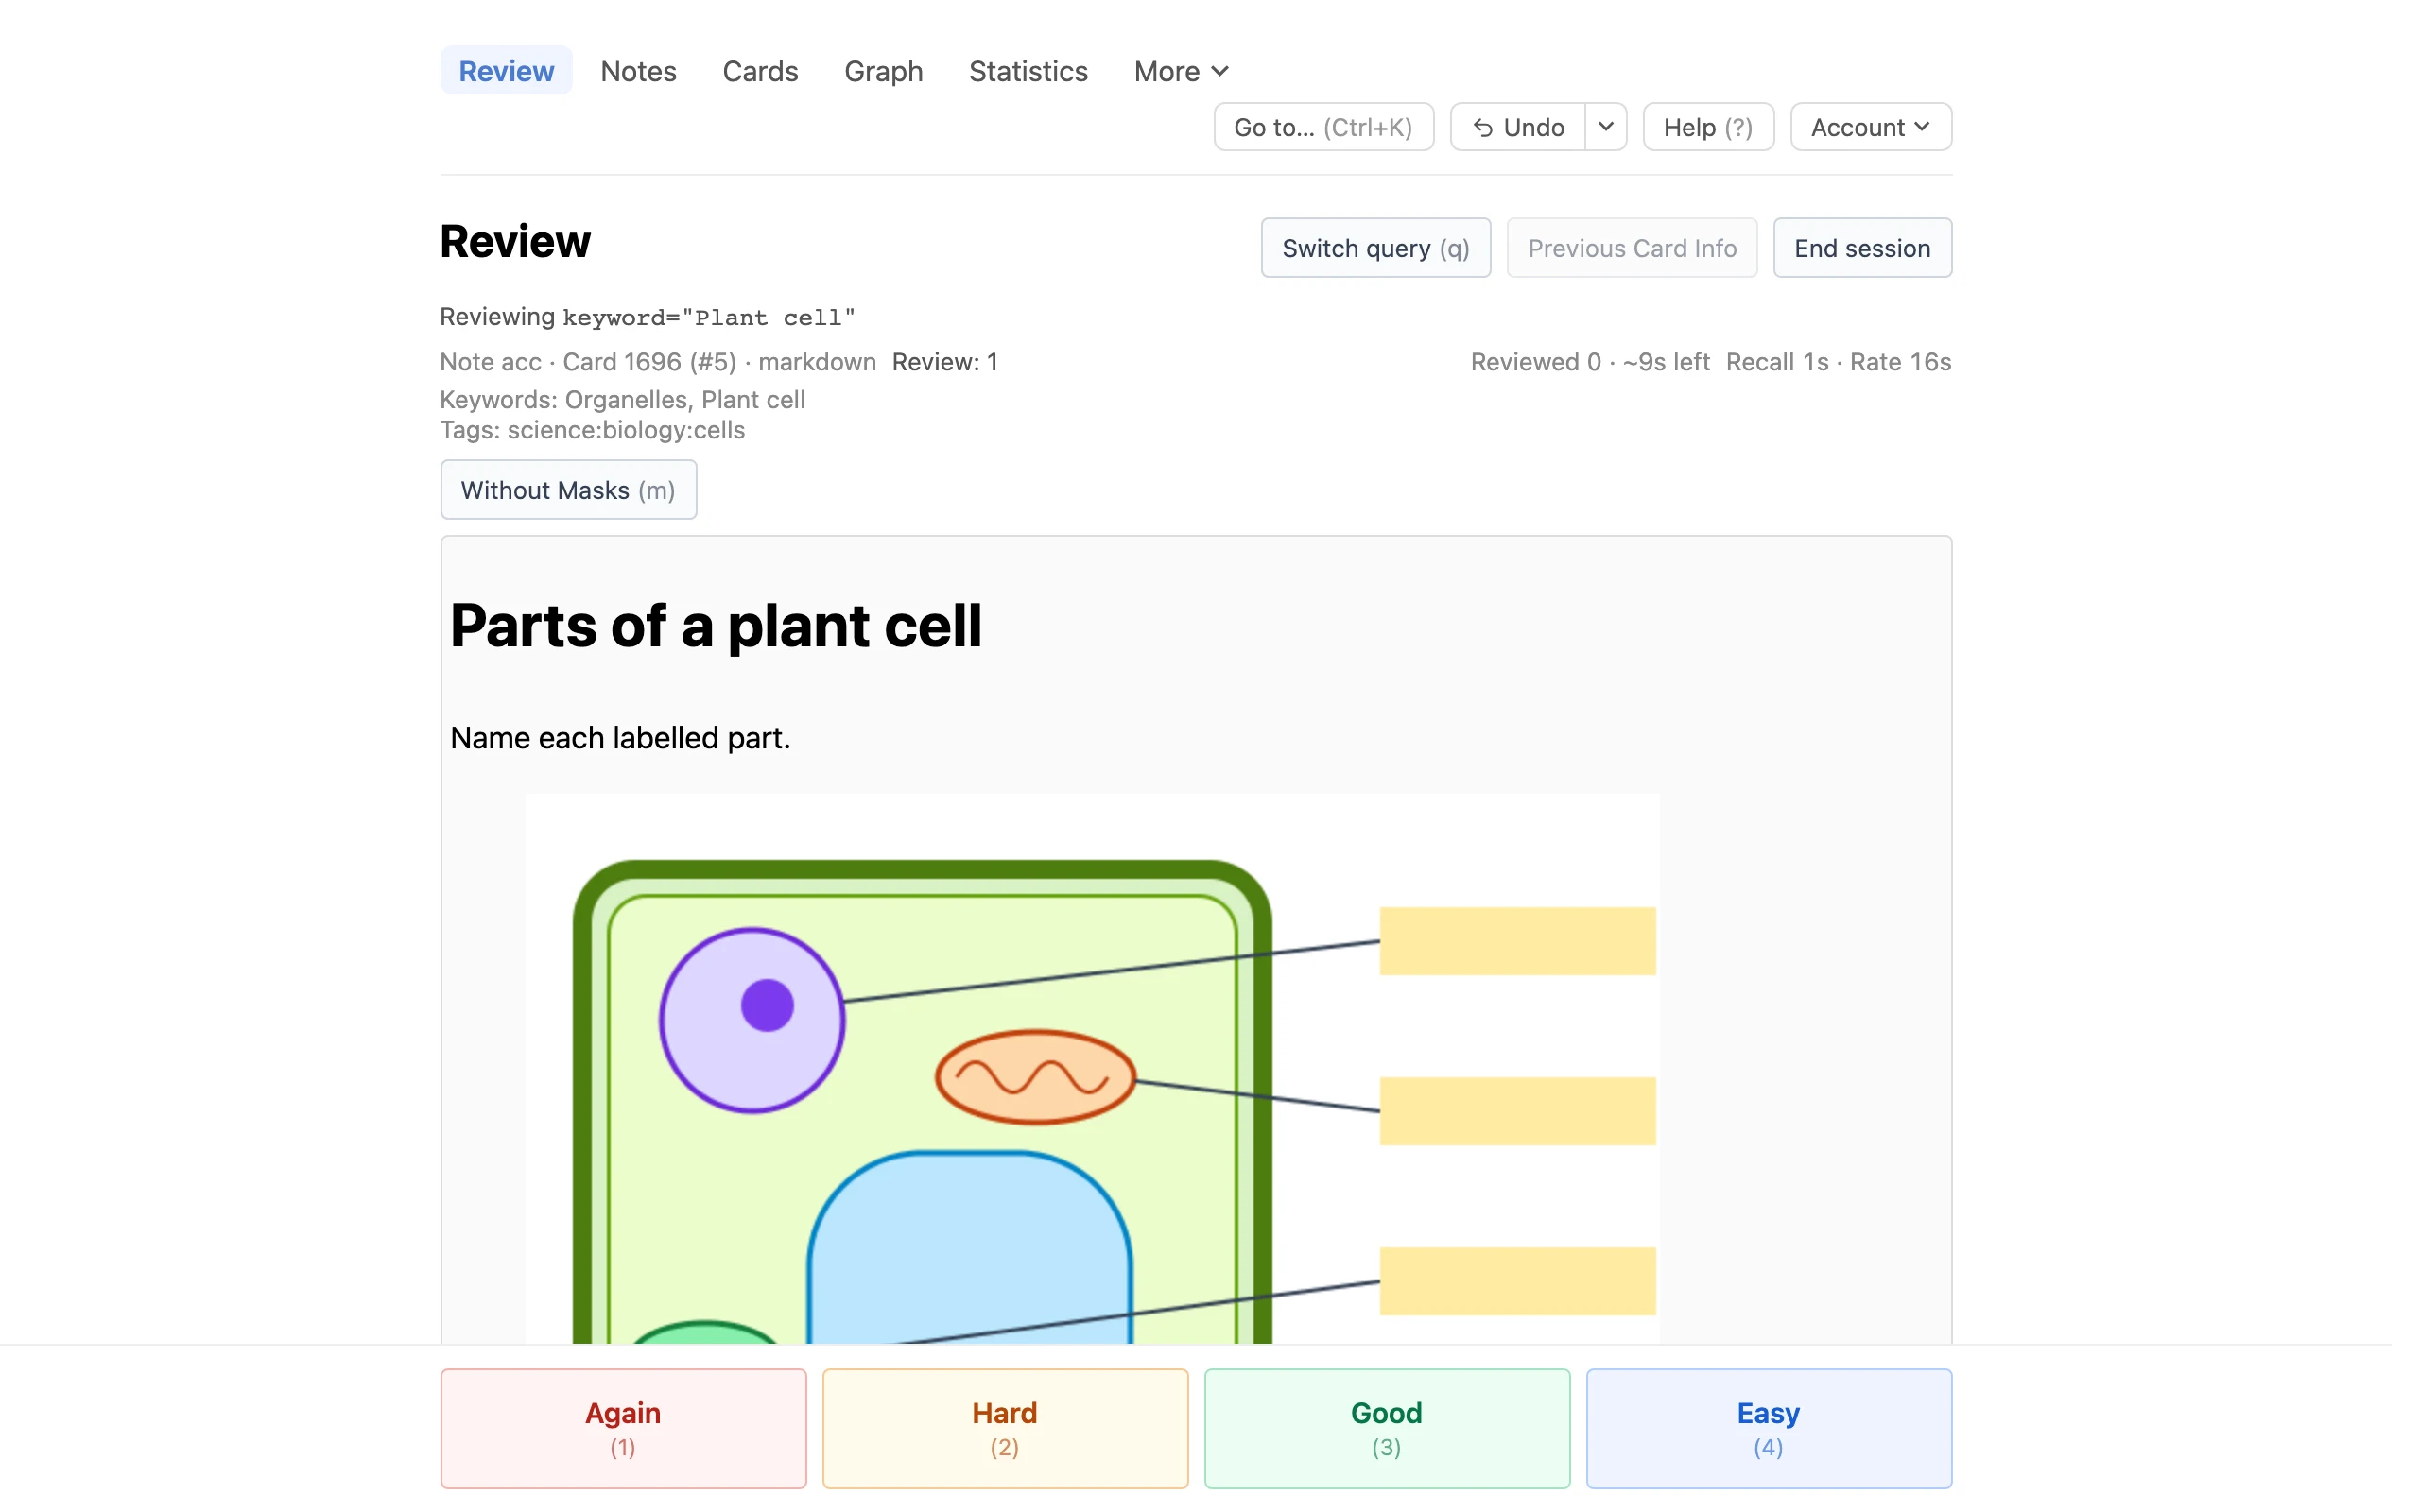 Review Notes Cards Graph Statistics More
Go to... (Ctrl+K) Undo Help (?) Account
Review Switch query (q) Previous Card Info End session
Reviewing keyword="Plant cell"
Note acc · Card 1696 (#5) · markdown Review: 1 Reviewed 0 · ~9s left Recall 1s · Rate 16s
Keywords: Organelles, Plant cell
Tags: science:biology:cells
Without Masks (m)
Parts of a plant cell
Name each labelled part.
Again Hard Good Easy
(1) (2) (3) (4)